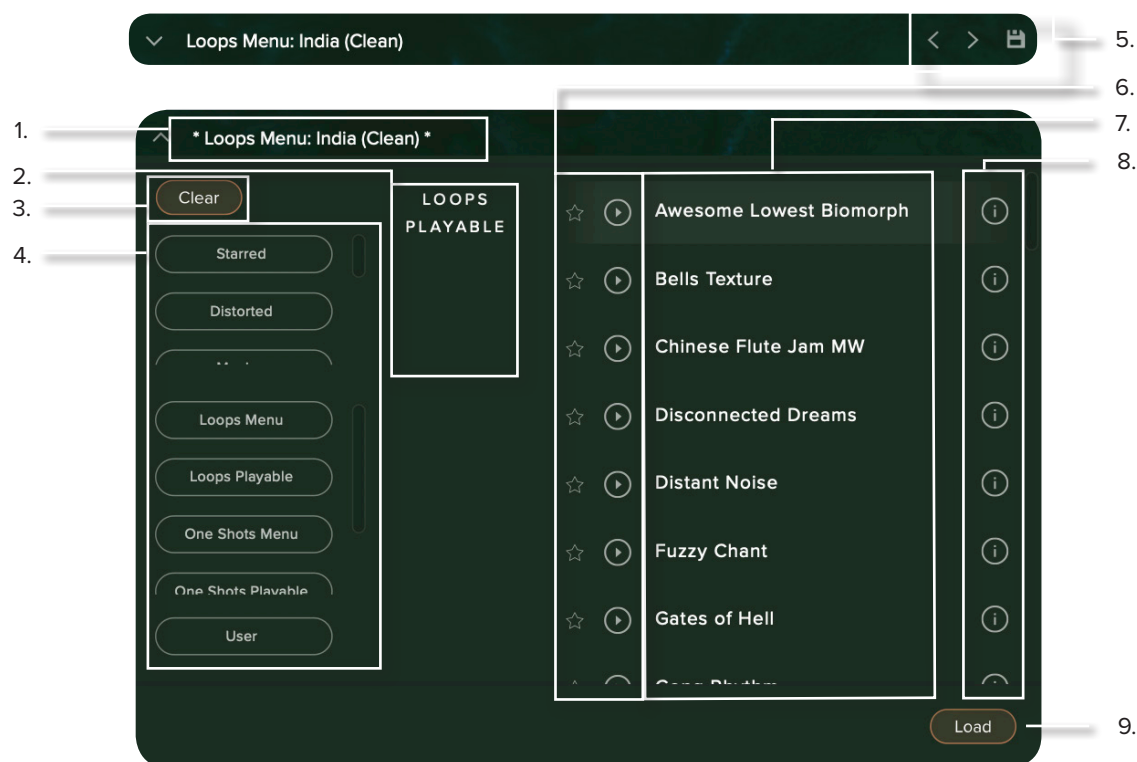 Loops Menu: India (Clean)
5.
6.
1.
* Loops Menu: India (Clean) *
7.
2.
8.
3.
Clear
4.
Starred
Distorted
Loops Menu
Loops Playable
One Shots Menu
One Shots Playable
User
LOOPS
PLAYABLE
Awesome Lowest Biomorph
Bells Texture
Chinese Flute Jam MW
Disconnected Dreams
Distant Noise
Fuzzy Chant
Gates of Hell
Load
9.